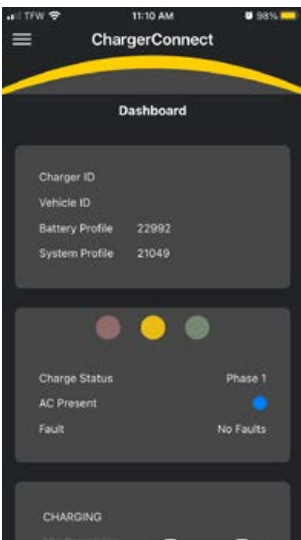 TFW 11:10 AM 98%
ChargerConnect
Dashboard
Charger ID
Vehicle ID
Battery Profile 22992
System Profile 21049
Charge Status Phase 1
AC Present
Fault No Faults
CHARGING